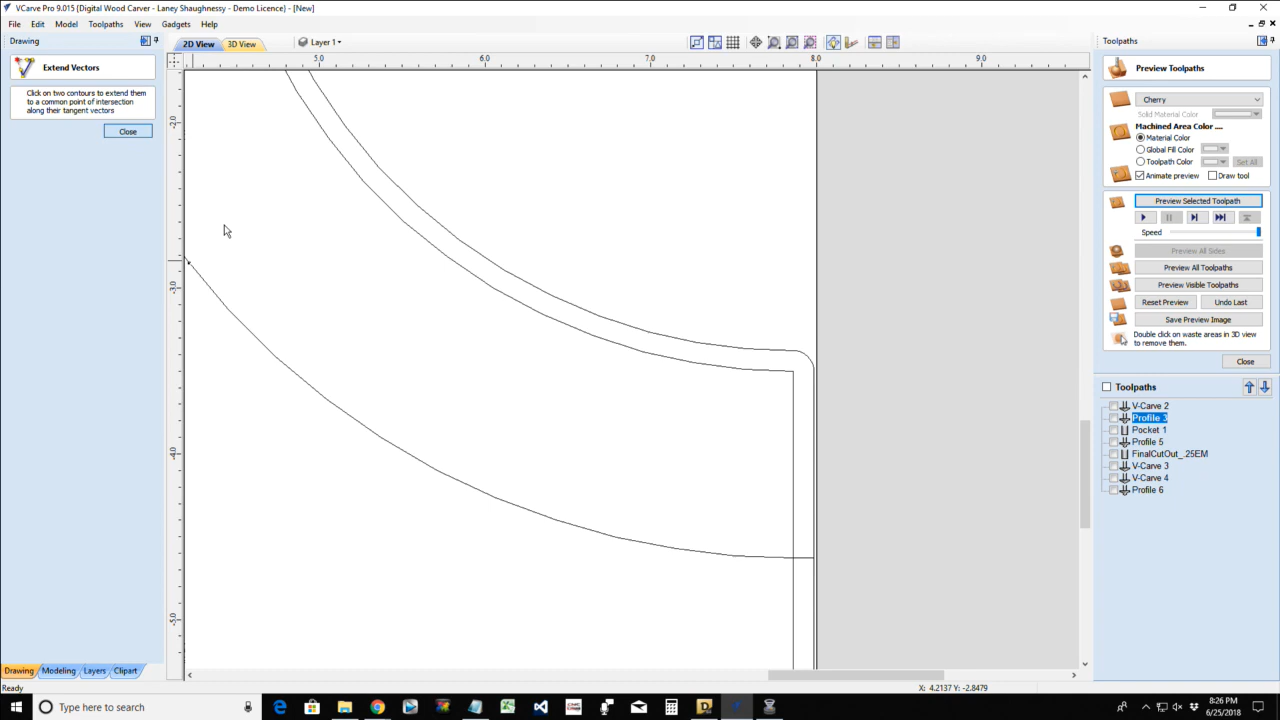 VCarve Pro 9.015 {Digital Wood Carver - Laney Shaughnessy - Demo Licence} - [New]
File Edit Model Toolpaths View Gadgets Help
Drawing
2D View 3D View Layer 1
Toolpaths
5.0 6.0 7.0 8.0 9.0
Extend Vectors
Click on two contours to extend them
to a common point of intersection
along their tangent vectors
Close
-2.0
-3.0
-4.0
-5.0
Preview Toolpaths
Cherry
Solid Material Color
Machined Area Color ....
Material Color
Global Fill Color
Toolpath Color Set All
Animate preview Draw tool
Preview Selected Toolpath
Speed
Preview All Sides
Preview All Toolpaths
Preview Visible Toolpaths
Reset Preview Undo Last
Save Preview Image
Double click on waste areas in 3D view
to remove them.
Close
Toolpaths
V-Carve 2
Profile 3
Pocket 1
Profile 5
FinalCutOut_.25EM
V-Carve 3
V-Carve 4
Profile 6
Drawing Modeling Layers Clipart
Ready
X: 4.2137 Y: -2.8479
Type here to search
8:26 PM
6/25/2018